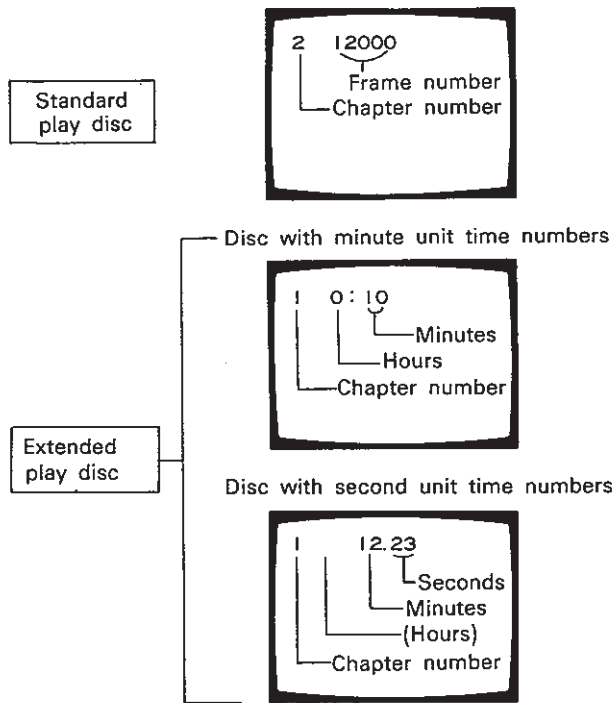 2 12000
Frame number
Chapter number
Standard
play disc
Disc with minute unit time numbers
1 0:10
Minutes
Hours
Chapter number
Extended
play disc
Disc with second unit time numbers
1 12.23
Seconds
Minutes
(Hours)
Chapter number